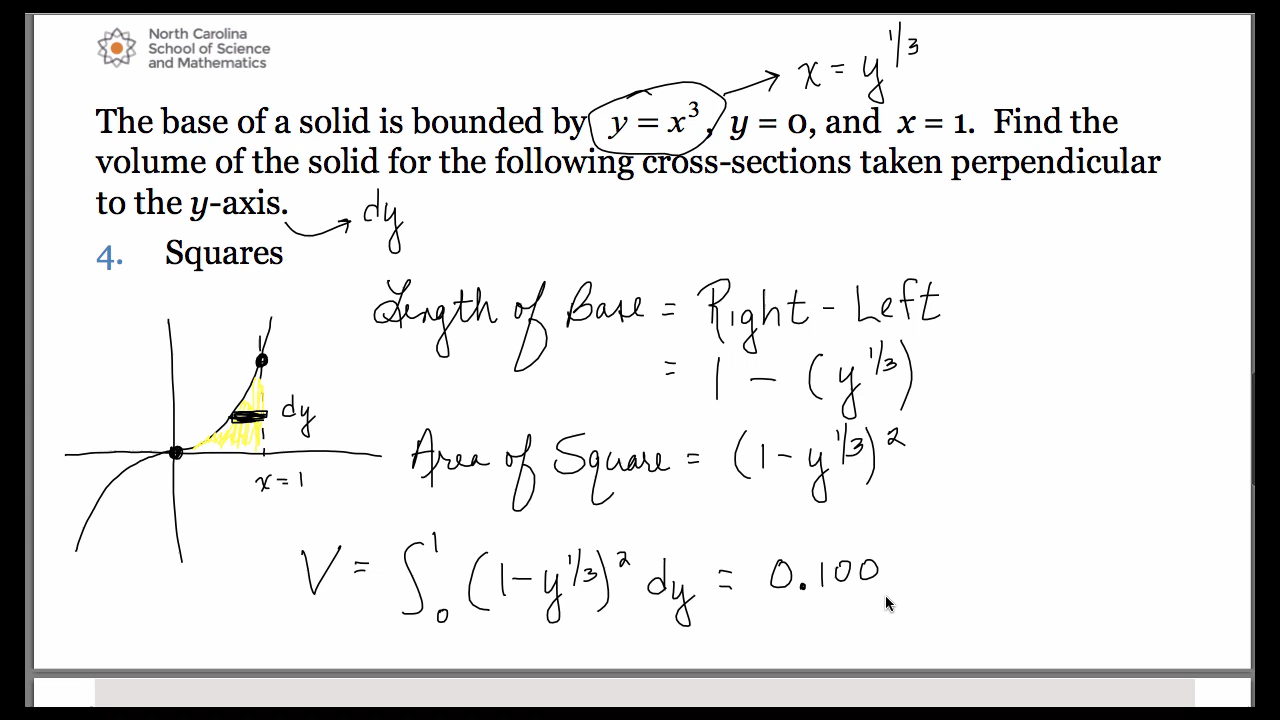 North Carolina
School of Science
and Mathematics
x = y^{1/3}
The base of a solid is bounded by y = x³, y = 0, and x = 1. Find the
volume of the solid for the following cross-sections taken perpendicular
to the y-axis.
dy
4. Squares
Length of Base = Right - Left
= 1 - (y^{1/3})
dy
Area of Square = (1 - y^{1/3})²
x = 1
V = ∫₀¹ (1 - y^{1/3})² dy = 0.100